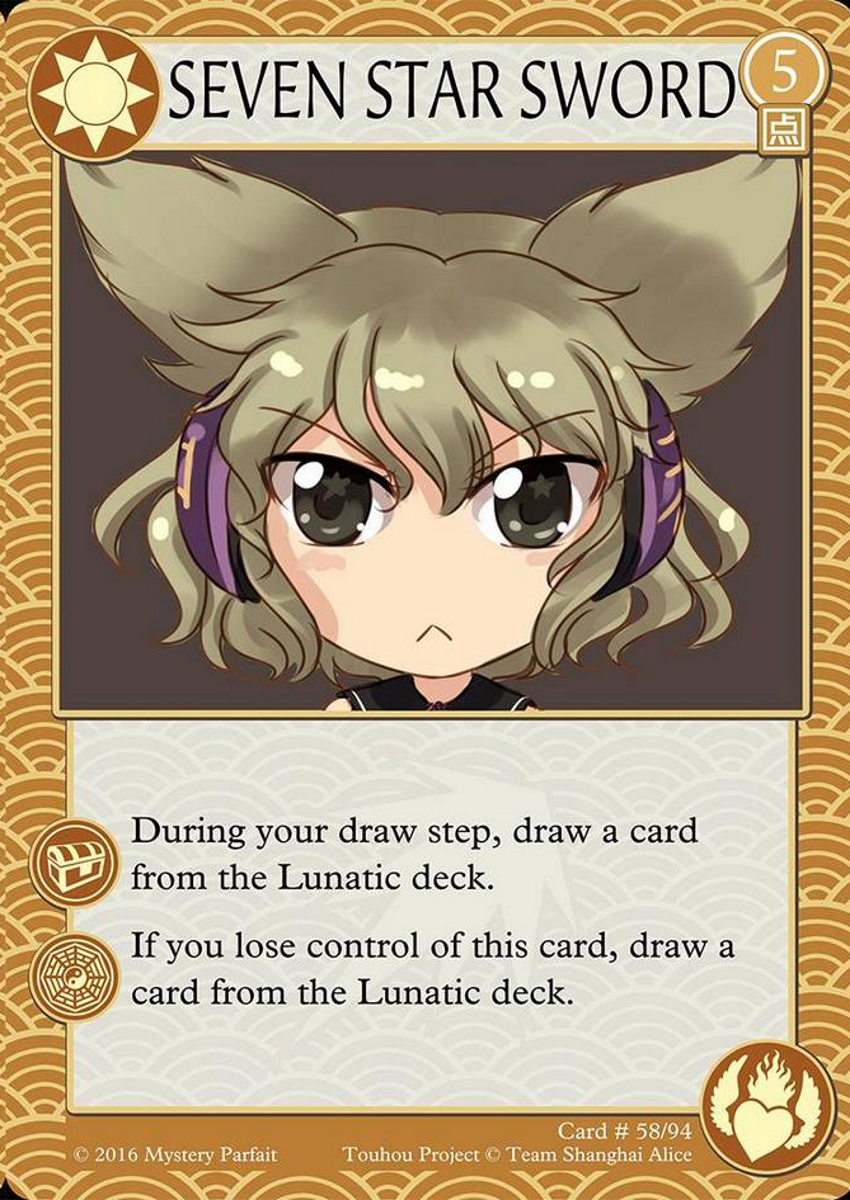 SEVEN STAR SWORD
5
点
During your draw step, draw a card
from the Lunatic deck.
If you lose control of this card, draw a
card from the Lunatic deck.
Card # 58/94
© 2016 Mystery Parfait
Touhou Project © Team Shanghai Alice